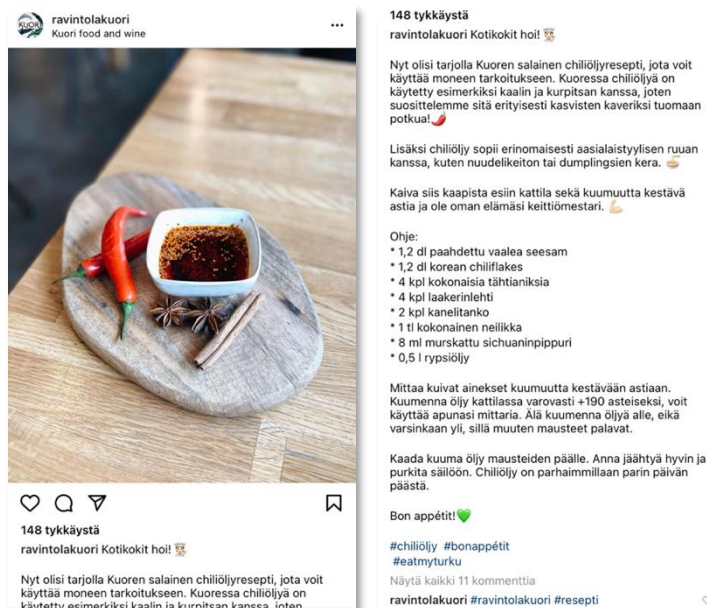 KUORI
ravintolakuori
Kuori food and wine
148 tykkäystä
ravintolakuori Kotikokit hoi! 👨🏼‍🍳
Nyt olisi tarjolla Kuoren salainen chiliöljyresepti, jota voit
käyttää moneen tarkoitukseen. Kuoressa chiliöljyä on
käytetty esimerkiksi kaalin ja kurpitsan kanssa, joten
148 tykkäystä
ravintolakuori Kotikokit hoi! 👨🏼‍🍳
Nyt olisi tarjolla Kuoren salainen chiliöljyresepti, jota voit
käyttää moneen tarkoitukseen. Kuoressa chiliöljyä on
käytetty esimerkiksi kaalin ja kurpitsan kanssa, joten
suosittelemme sitä erityisesti kasvisten kaveriksi tuomaan
potkua!🌶️
Lisäksi chiliöljy sopii erinomaisesti aasialaistyylisen ruuan
kanssa, kuten nuudelikeiton tai dumplingsien kera. 🍜
Kaiva siis kaapista esiin kattila sekä kuumuutta kestävä
astia ja ole oman elämäsi keittiömestari. 💪🏼
Ohje:
* 1,2 dl paahdettu vaalea seesam
* 1,2 dl korean chiliflakes
* 4 kpl kokonaisia tähtianiksia
* 4 kpl laakerinlehti
* 2 kpl kanelitanko
* 1 tl kokonainen neilikka
* 8 ml murskattu sichuaninpippuri
* 0,5 l rypsiöljy
Mittaa kuivat ainekset kuumuutta kestävään astiaan.
Kuumenna öljy kattilassa varovasti +190 asteiseksi, voit
käyttää apunasi mittaria. Älä kuumenna öljyä alle, eikä
varsinkaan yli, sillä muuten mausteet palavat.
Kaada kuuma öljy mausteiden päälle. Anna jäähtyä hyvin ja
purkita säilöön. Chiliöljy on parhaimmillaan parin päivän
päästä.
Bon appétit!💚
#chiliöljy #bonappétit
#eatmyturku
Näytä kaikki 11 kommenttia
ravintolakuori #ravintolakuori #resepti